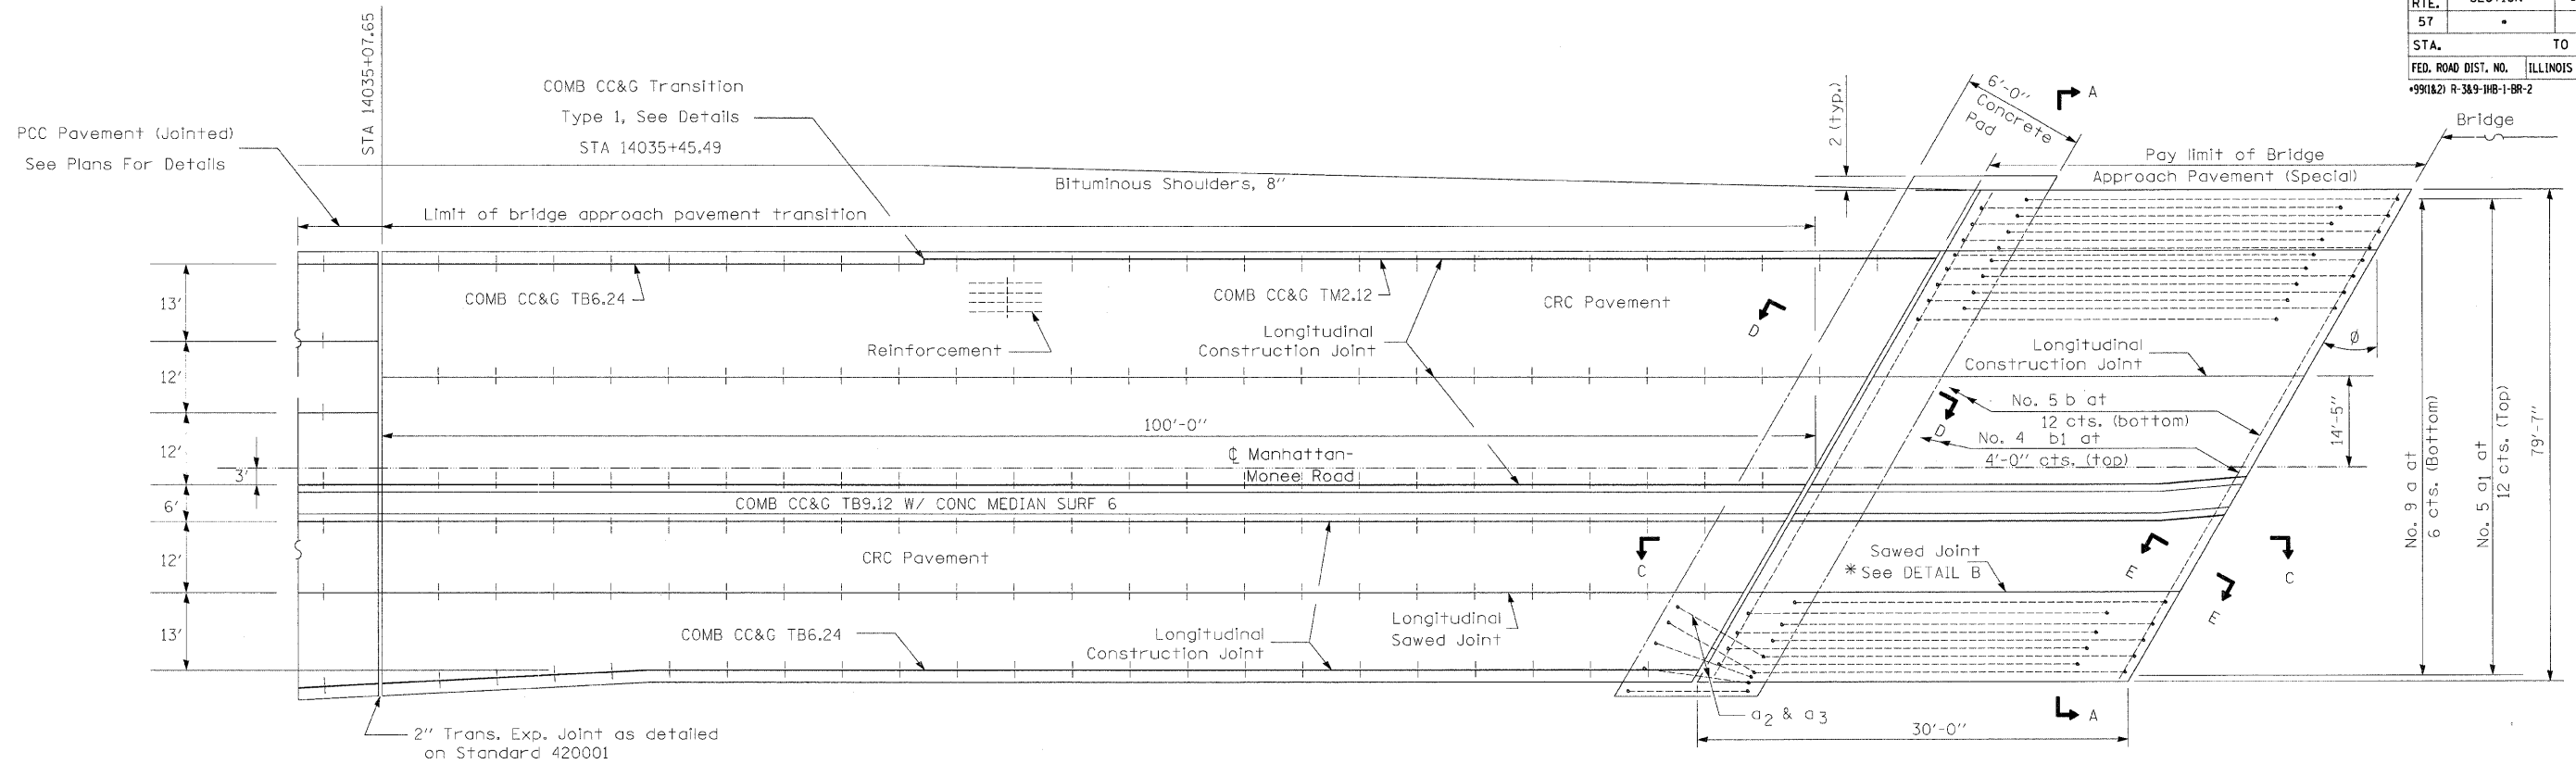 RTE.
57
•
STA. TO
FED. ROAD DIST. NO. ILLINOIS
•99(1&2) R-3&9-1HB-1-BR-2
STA 14035+07.65
COMB CC&G Transition
Type 1, See Details
STA 14035+45.49
PCC Pavement (Jointed)
See Plans For Details
2 (typ.)
6'-0"
Concrete
Pad
A
Bridge
Pay limit of Bridge
Approach Pavement (Special)
Bituminous Shoulders, 8"
Limit of bridge approach pavement transition
13'
COMB CC&G TB6.24
COMB CC&G TM2.12
CRC Pavement
D
Reinforcement
Longitudinal
Construction Joint
Longitudinal
Construction Joint
Ø
12'
12'
3'
100'-0"
℄ Manhattan-
Monee Road
D
No. 5 b at
12 cts. (bottom)
No. 4 b1 at
4'-0" cts. (top)
14'-5"
No. 9 a at
6 cts. (Bottom)
No. 5 a1 at
12 cts. (Top)
79'-7"
6'
COMB CC&G TB9.12 W/ CONC MEDIAN SURF 6
12'
CRC Pavement
C
Sawed Joint
* See DETAIL B
E
C
E
13'
COMB CC&G TB6.24
Longitudinal
Construction Joint
Longitudinal
Sawed Joint
a2 & a3
A
30'-0"
2" Trans. Exp. Joint as detailed
on Standard 420001